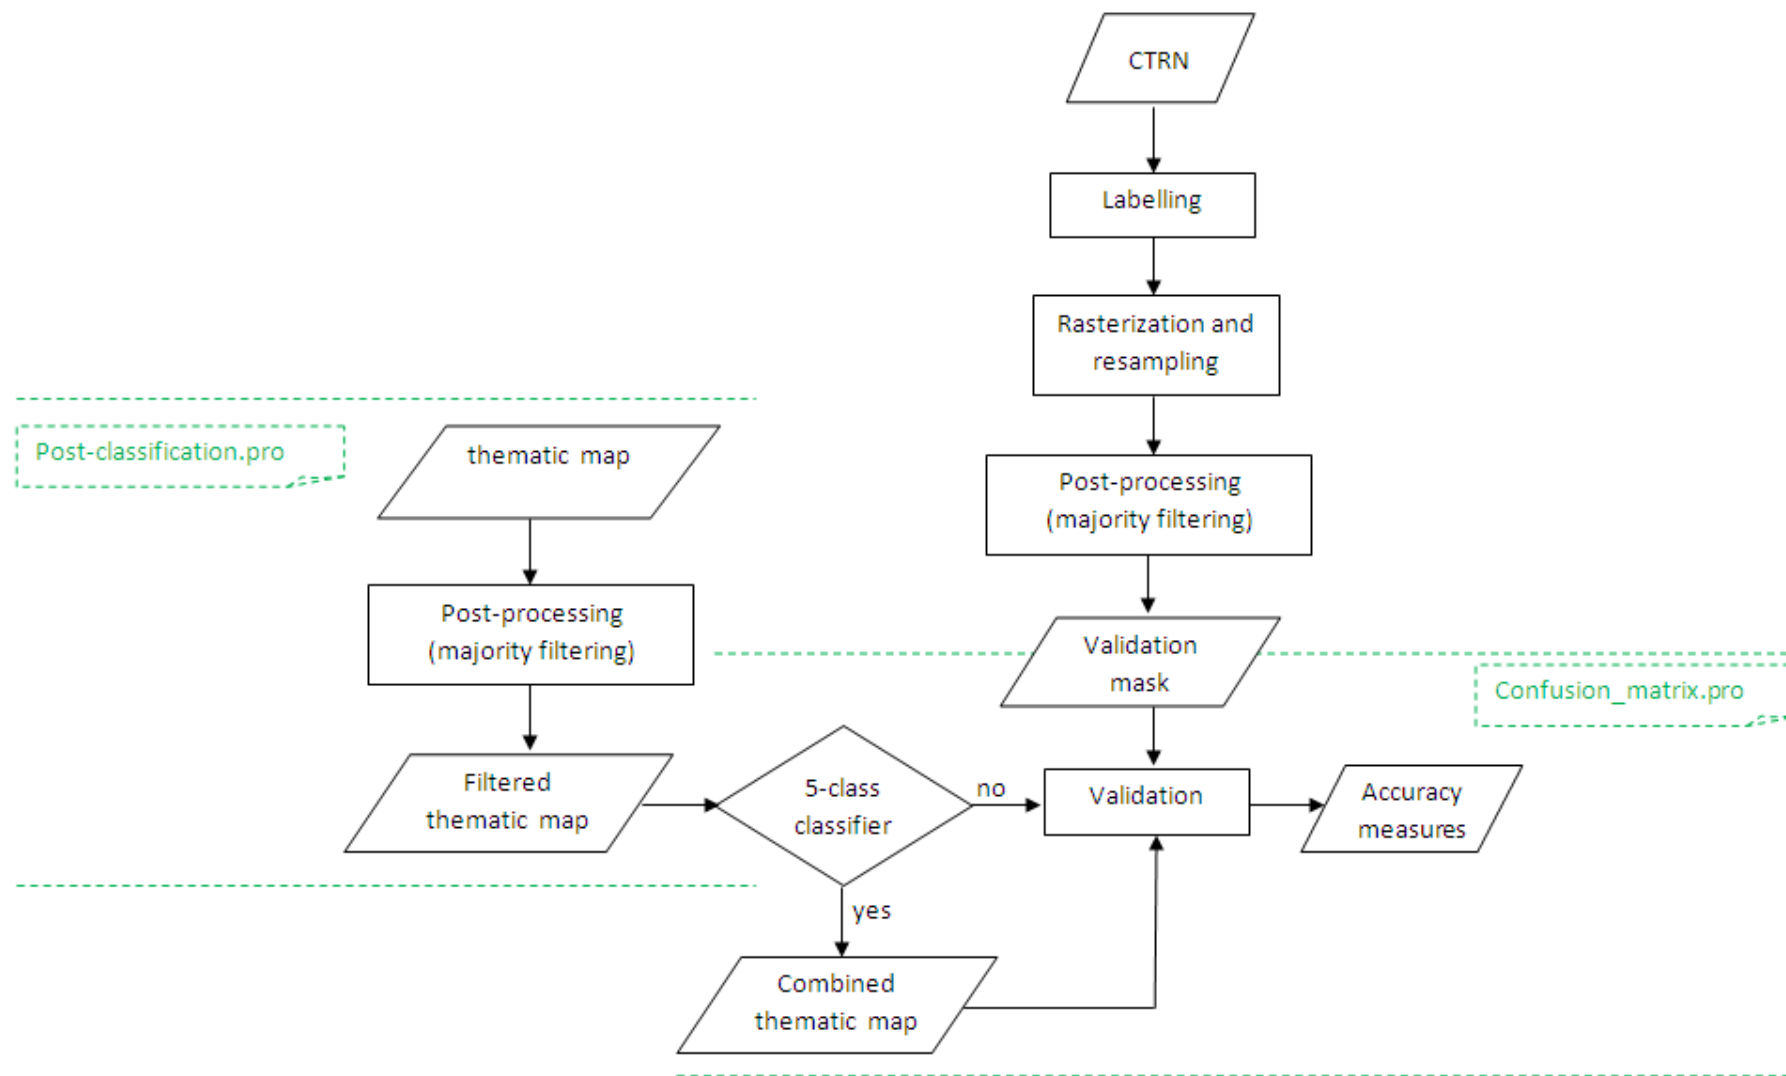 CTRN
Labelling
Rasterization and
resampling
Post-processing
(majority filtering)
Post-classification.pro
thematic map
Post-processing
(majority filtering)
Validation
mask
Confusion_matrix.pro
Filtered
thematic map
5-class
classifier
no
Validation
Accuracy
measures
yes
Combined
thematic map